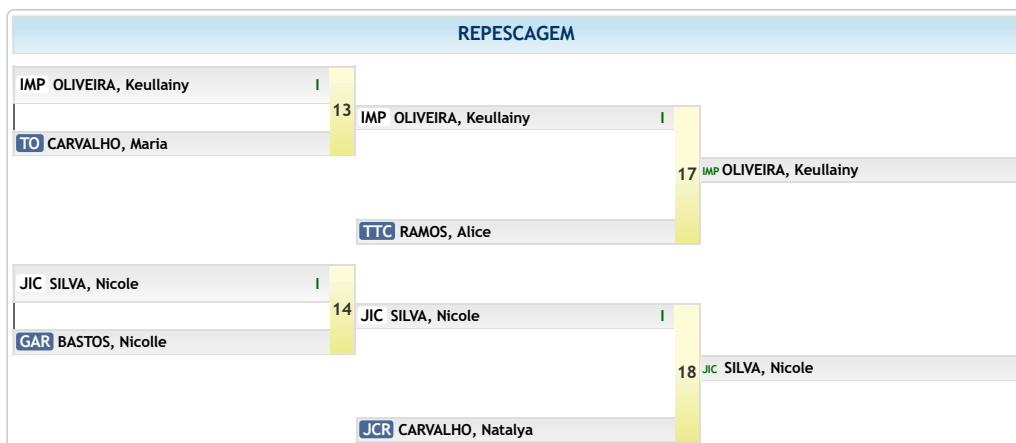 REPESCAGEM
IMP OLIVEIRA, Keullainy I
13
TO CARVALHO, Maria
IMP OLIVEIRA, Keullainy I
17
TTC RAMOS, Alice
IMP OLIVEIRA, Keullainy
JIC SILVA, Nicole I
14
GAR BASTOS, Nicolle
JIC SILVA, Nicole I
18
JCR CARVALHO, Natalya
JIC SILVA, Nicole